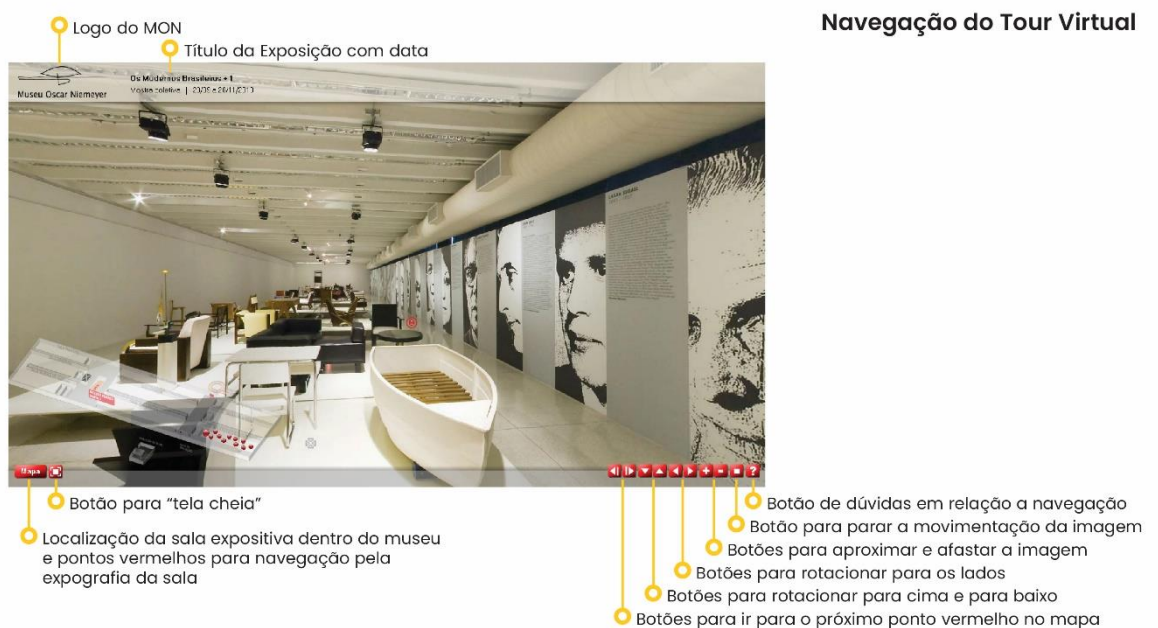 Navegação do Tour Virtual
Logo do MON
Título da Exposição com data
Museu Oscar Niemeyer
Os Modernos Brasileiros + 1
Mostra coletiva |
Mapa
?
Botão para “tela cheia”
Localização da sala expositiva dentro do museu
e pontos vermelhos para navegação pela
expografia da sala
Botão de dúvidas em relação a navegação
Botão para parar a movimentação da imagem
Botões para aproximar e afastar a imagem
Botões para rotacionar para os lados
Botões para rotacionar para cima e para baixo
Botões para ir para o próximo ponto vermelho no mapa